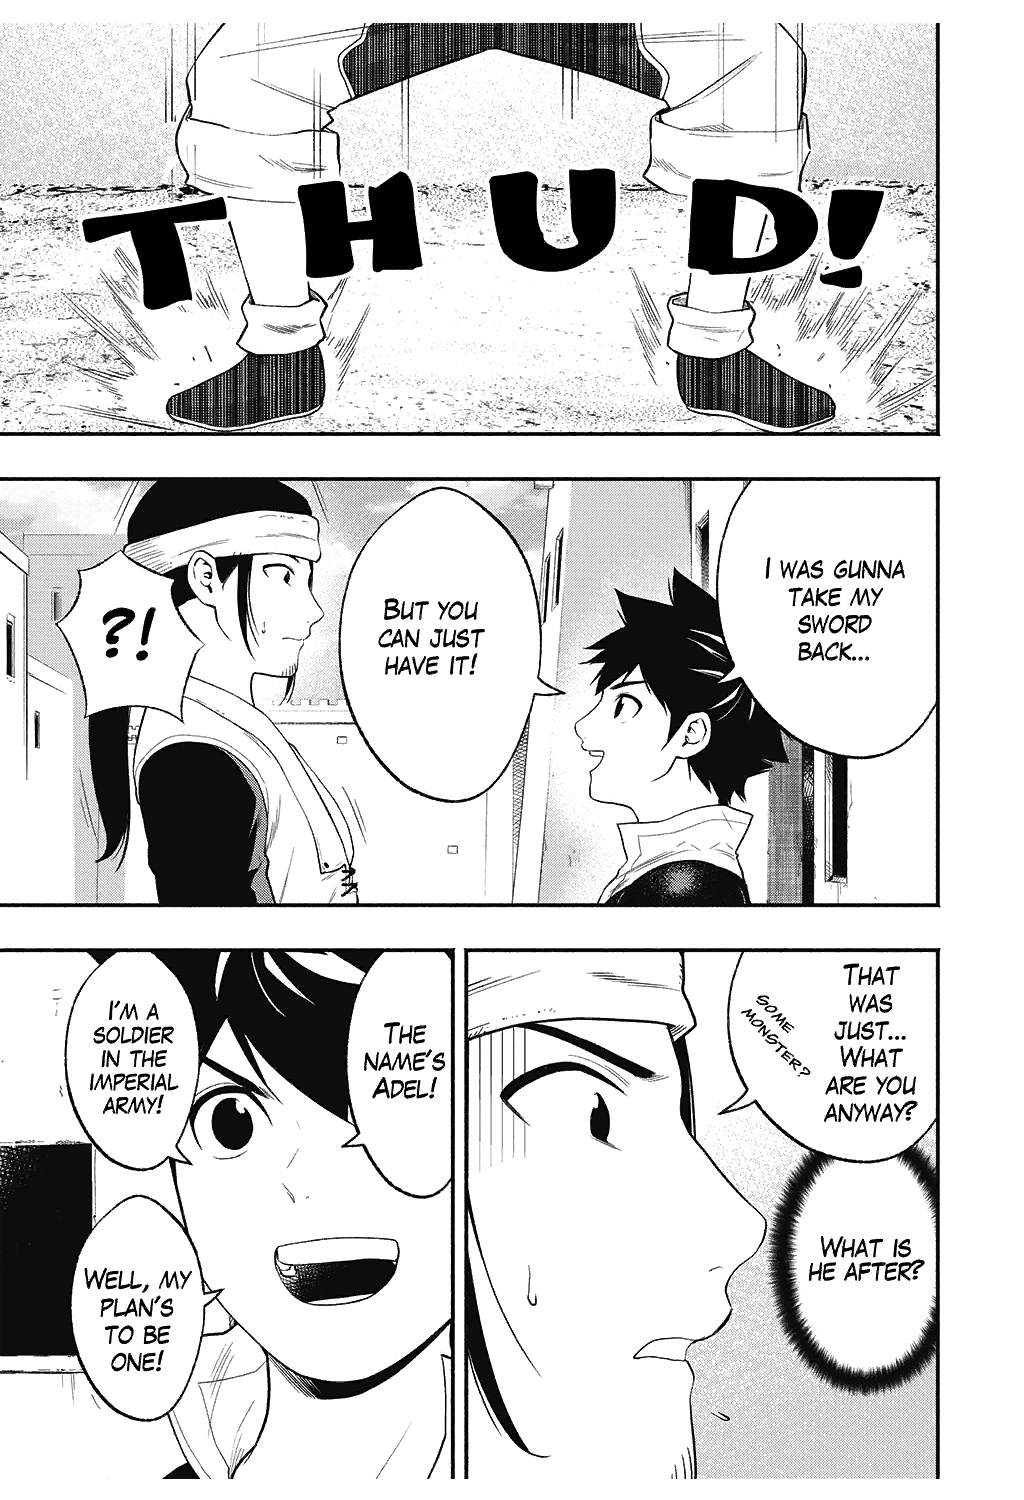 THUD!
I WAS GUNNA
TAKE MY
SWORD
BACK...
BUT YOU
CAN JUST
HAVE IT!
?!
THAT
WAS
JUST...
WHAT
ARE YOU
ANYWAY?
SOME
MONSTER?
WHAT IS
HE AFTER?
THE
NAME'S
ADEL!
I'M A
SOLDIER
IN THE
IMPERIAL
ARMY!
WELL, MY
PLAN'S
TO BE
ONE!